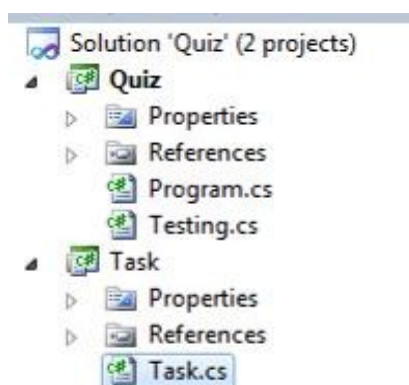 Solution 'Quiz' (2 projects)
Quiz
Properties
References
Program.cs
Testing.cs
Task
Properties
References
Task.cs